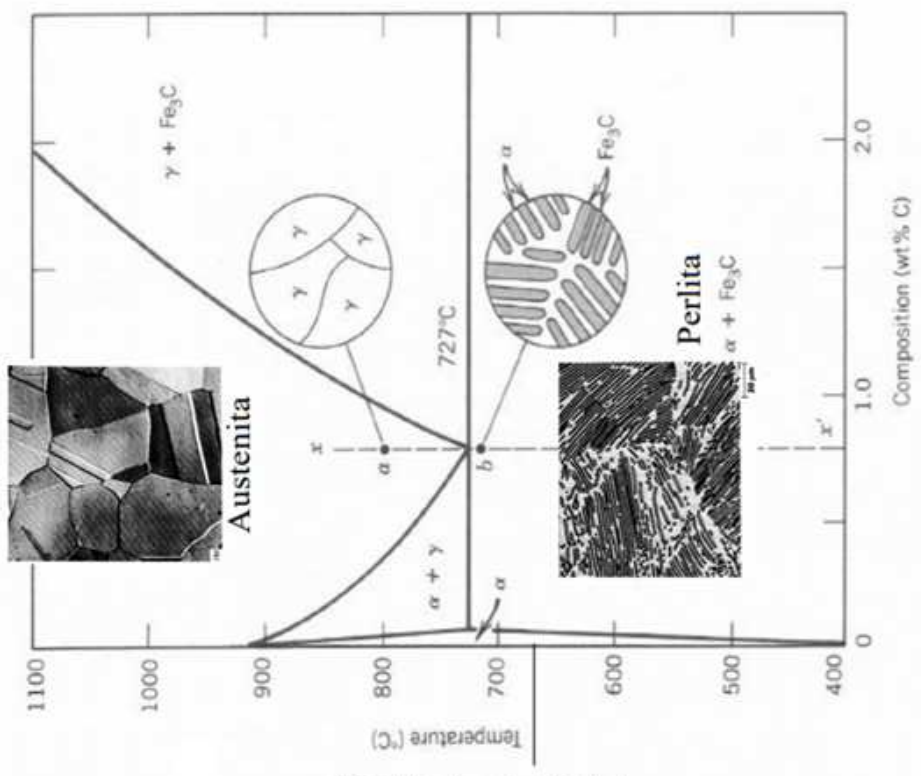 1100
1000
900
800
700
600
500
400
Temperature (°C)
γ + Fe₃C
Austenita
x
a
γ
γ
γ
γ
α + γ
727°C
b
α
Fe₃C
α
Perlita
α + Fe₃C
x'
0
1.0
2.0
Composition (wt% C)